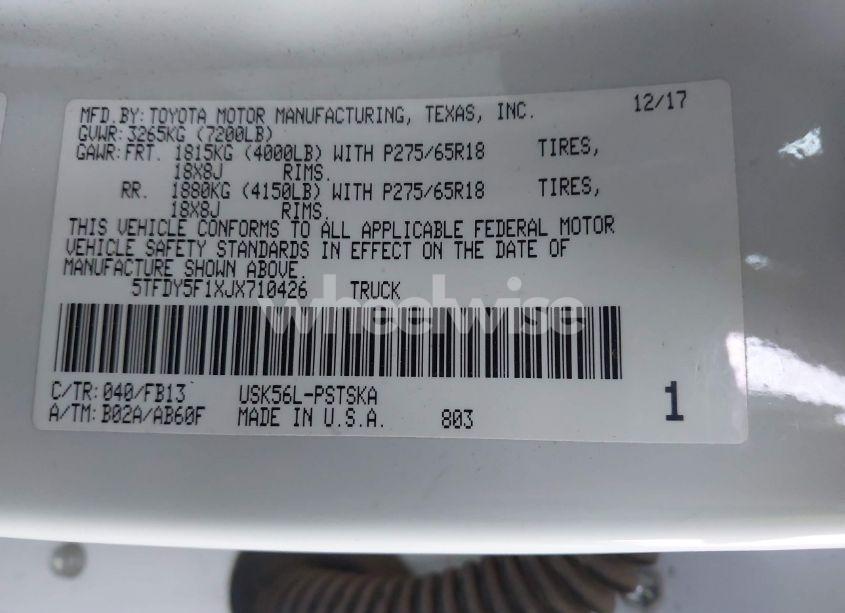 MFD.BY:TOYOTA MOTOR MANUFACTURING, TEXAS, INC. 12/17
GVWR:3265KG (7200LB)
GAWR:FRT. 1815KG (4000LB) WITH P275/65R18 TIRES,
18X8J RIMS.
RR. 1880KG (4150LB) WITH P275/65R18 TIRES,
18X8J RIMS.
THIS VEHICLE CONFORMS TO ALL APPLICABLE FEDERAL MOTOR
VEHICLE SAFETY STANDARDS IN EFFECT ON THE DATE OF
MANUFACTURE SHOWN ABOVE.
5TFDY5F1XJX710426 TRUCK
wheelwise
C/TR:040/FB13 USK56L-PSTSKA
A/TM:B02A/AB60F MADE IN U.S.A. 803 1